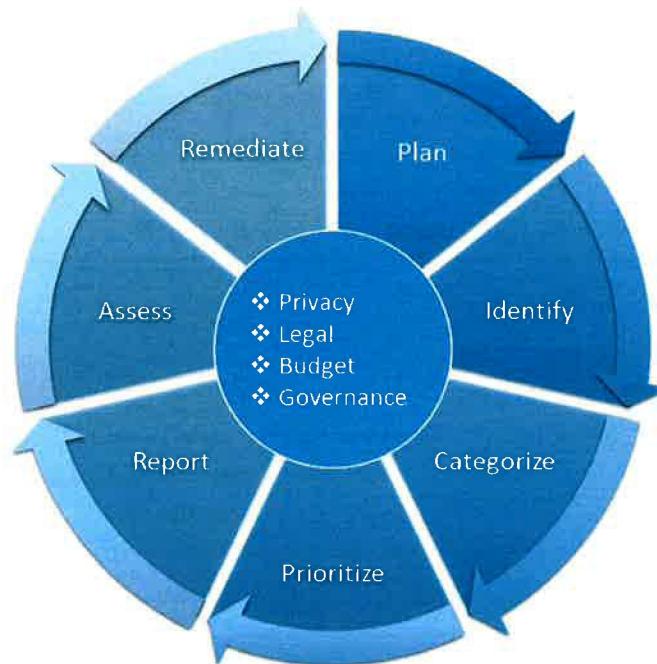 Remediate
Plan
Assess
Identify
❖ Privacy
❖ Legal
❖ Budget
❖ Governance
Report
Categorize
Prioritize